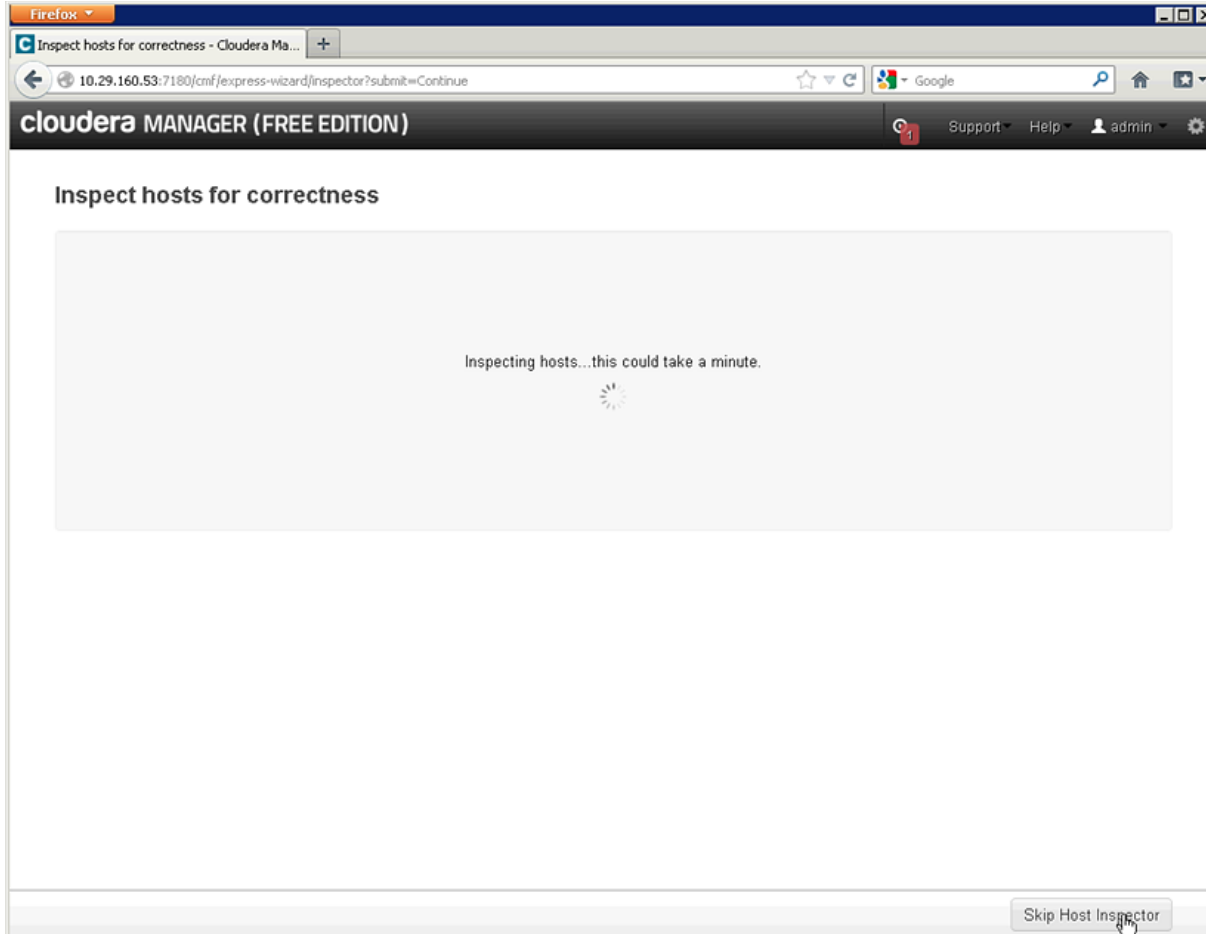 Firefox
Inspect hosts for correctness - Cloudera Ma...
10.29.160.53:7180/cmf/express-wizard/inspector?submit=Continue
Google
cloudera MANAGER (FREE EDITION)
1
Support
Help
admin
Inspect hosts for correctness
Inspecting hosts...this could take a minute.
Skip Host Inspector